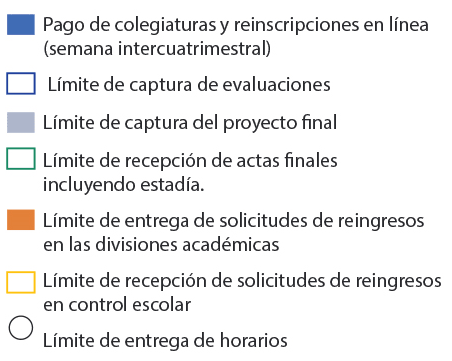 Pago de colegiaturas y reinscripciones en línea
(semana intercuatrimestral)
Límite de captura de evaluaciones
Límite de captura del proyecto final
Límite de recepción de actas finales
incluyendo estadía.
Límite de entrega de solicitudes de reingresos
en las divisiones académicas
Límite de recepción de solicitudes de reingresos
en control escolar
Límite de entrega de horarios